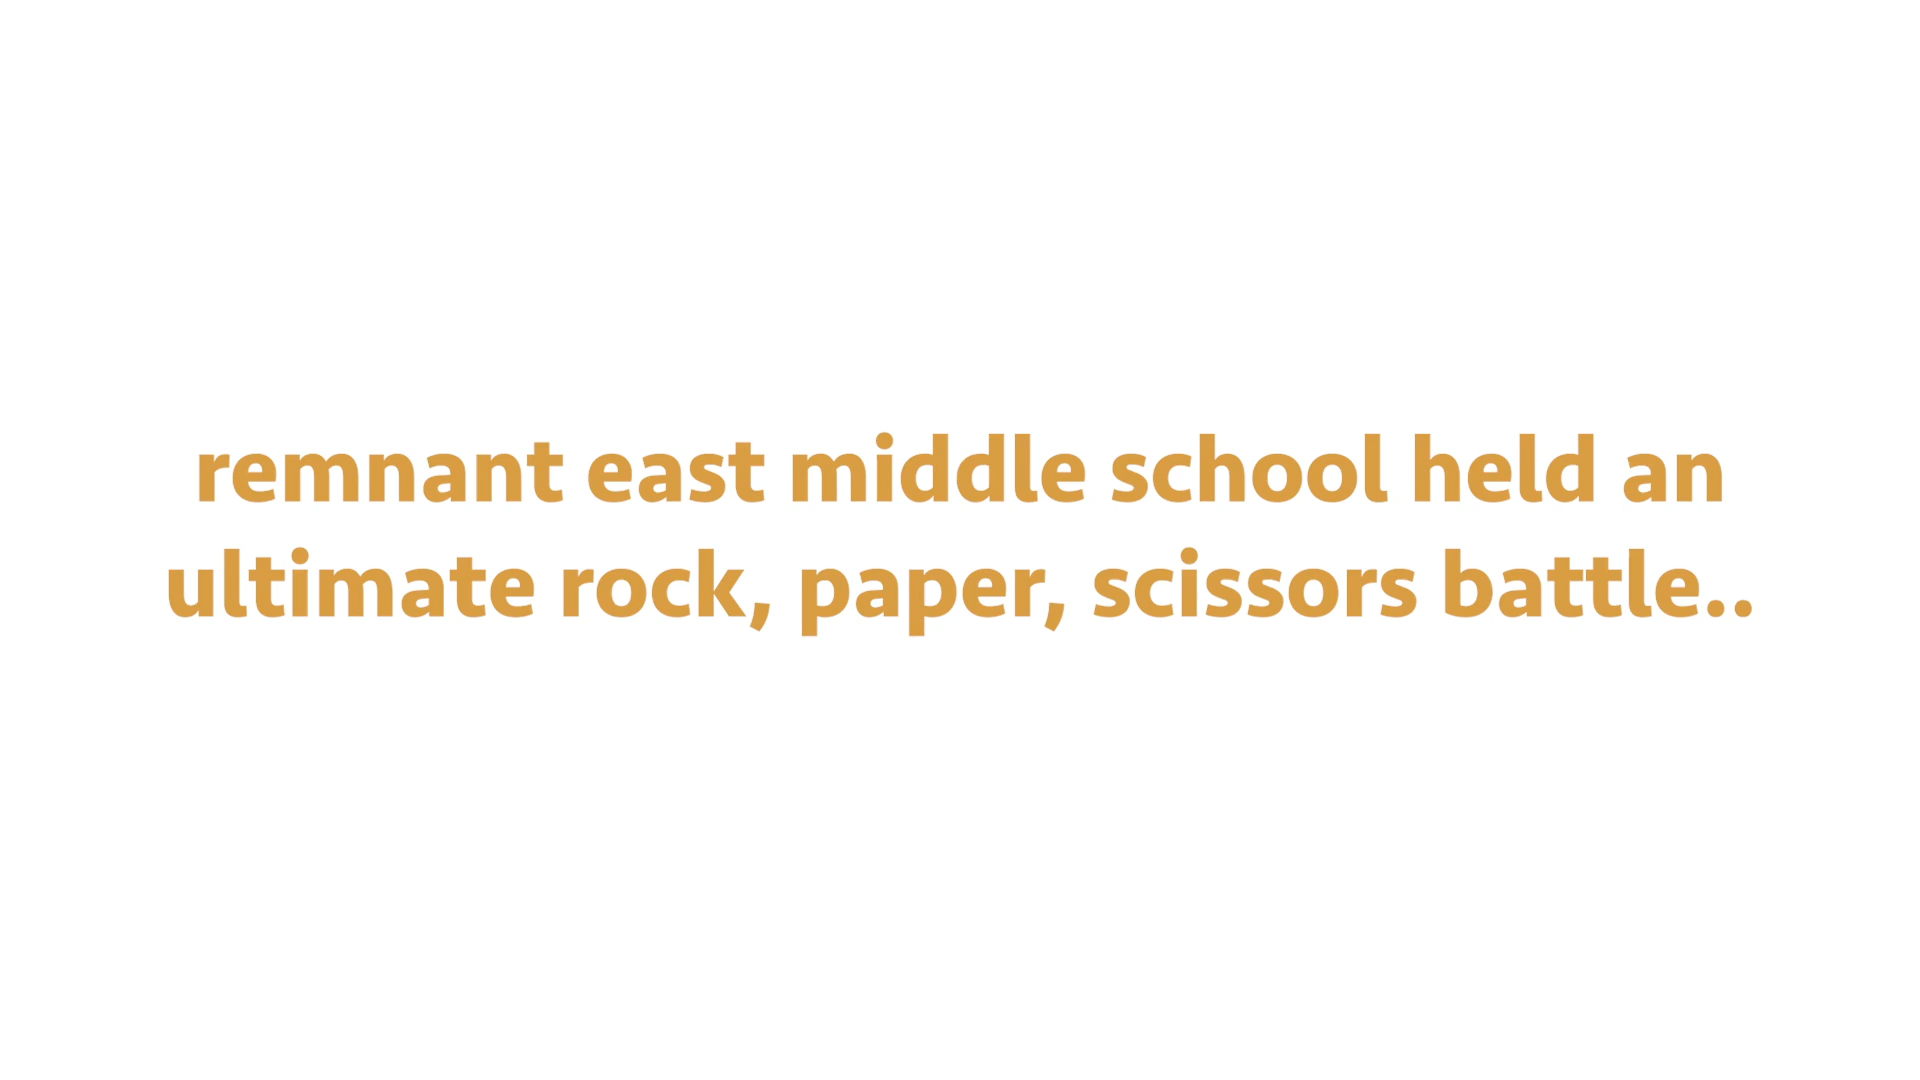 remnant east middle school held an
ultimate rock, paper, scissors battle..